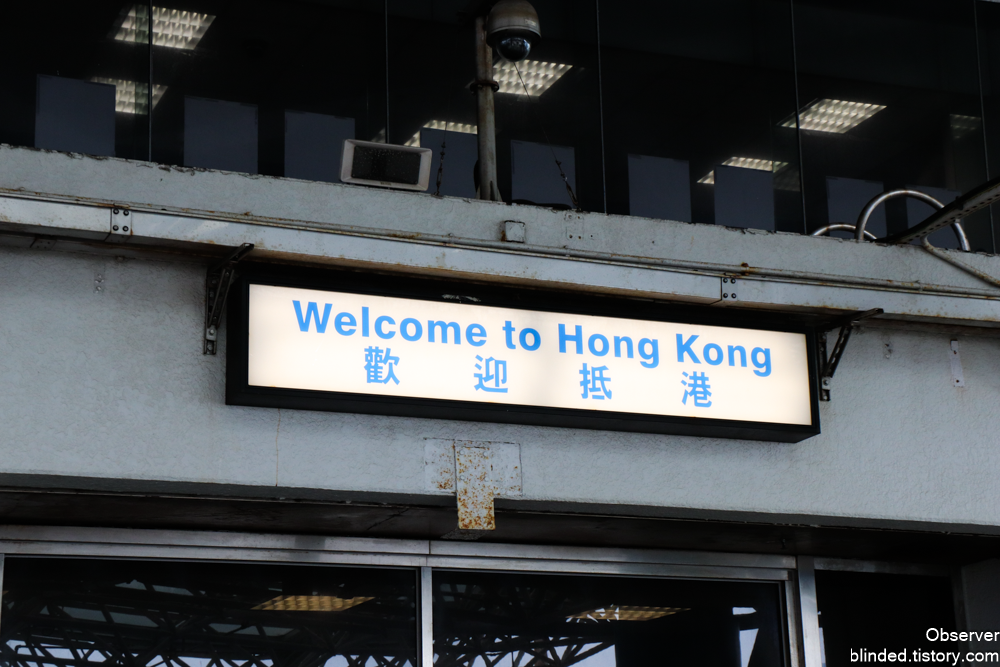 Welcome to Hong Kong
歡迎抵港
Observer
blinded.tistory.com